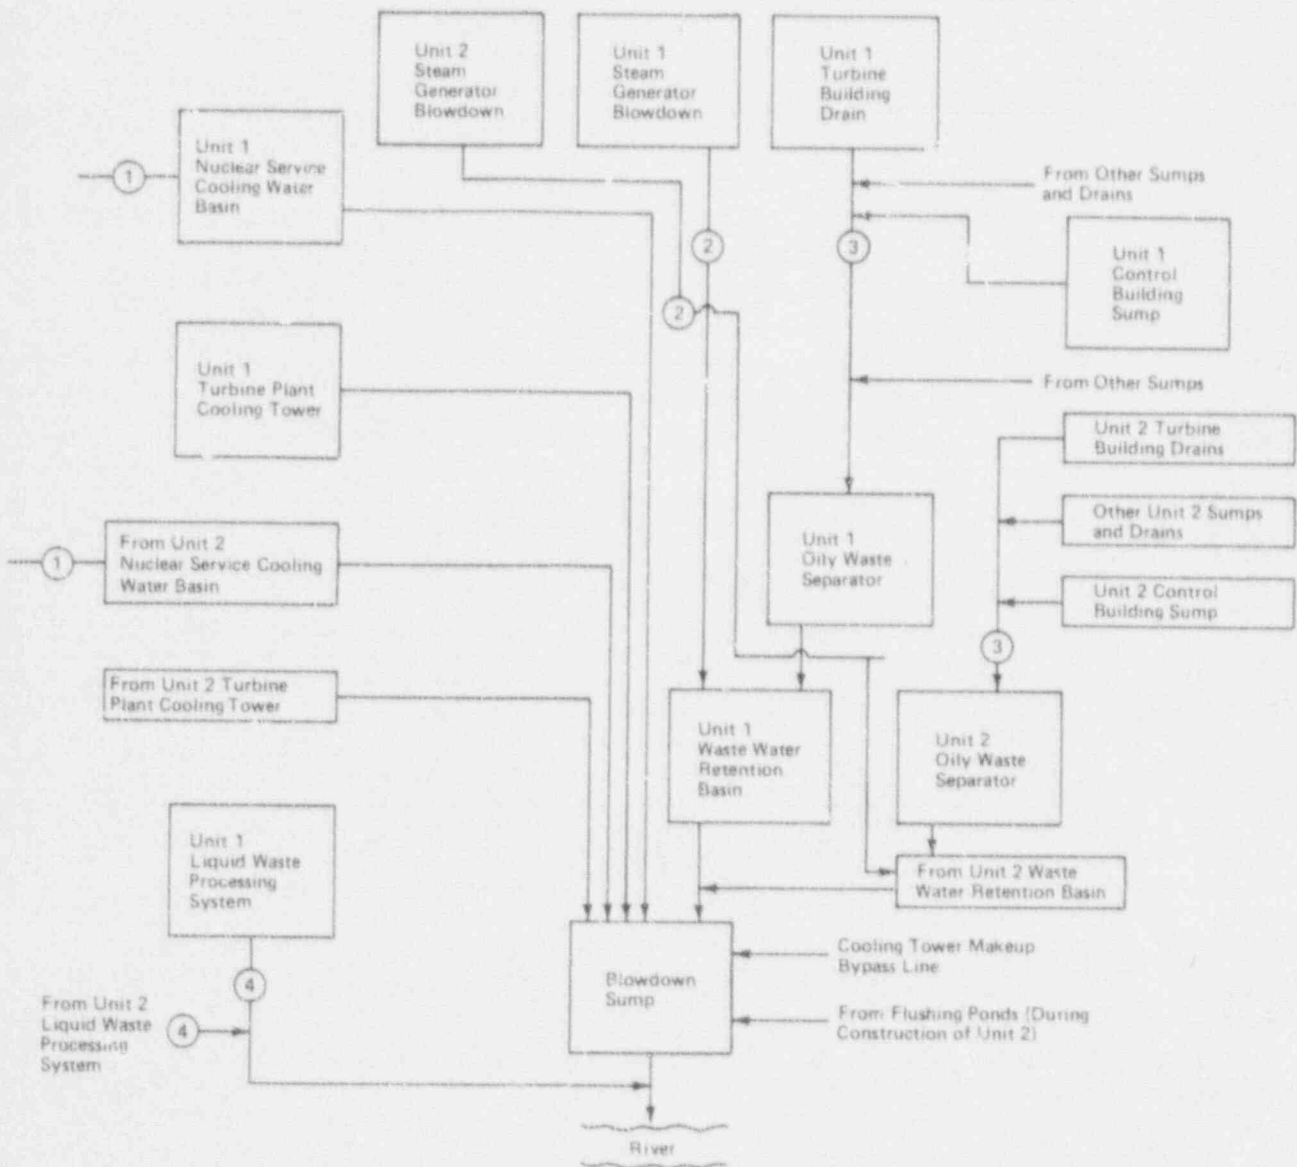 Unit 2
Steam
Generator
Blowdown
Unit 1
Steam
Generator
Blowdown
Unit 1
Turbine
Building
Drain
1
Unit 1
Nuclear Service
Cooling Water
Basin
From Other Sumps
and Drains
2
3
Unit 1
Control
Building
Sump
2
Unit 1
Turbine Plant
Cooling Tower
From Other Sumps
Unit 2 Turbine
Building Drains
Other Unit 2 Sumps
and Drains
Unit 2 Control
Building Sump
1
From Unit 2
Nuclear Service Cooling
Water Basin
Unit 1
Oily Waste
Separator
3
From Unit 2 Turbine
Plant Cooling Tower
Unit 1
Waste Water
Retention
Basin
Unit 2
Oily Waste
Separator
Unit 1
Liquid Waste
Processing
System
From Unit 2 Waste
Water Retention Basin
4
From Unit 2
Liquid Waste
Processing
System
4
Blowdown
Sump
Cooling Tower Makeup
Bypass Line
From Flushing Ponds (During
Construction of Unit 2)
River